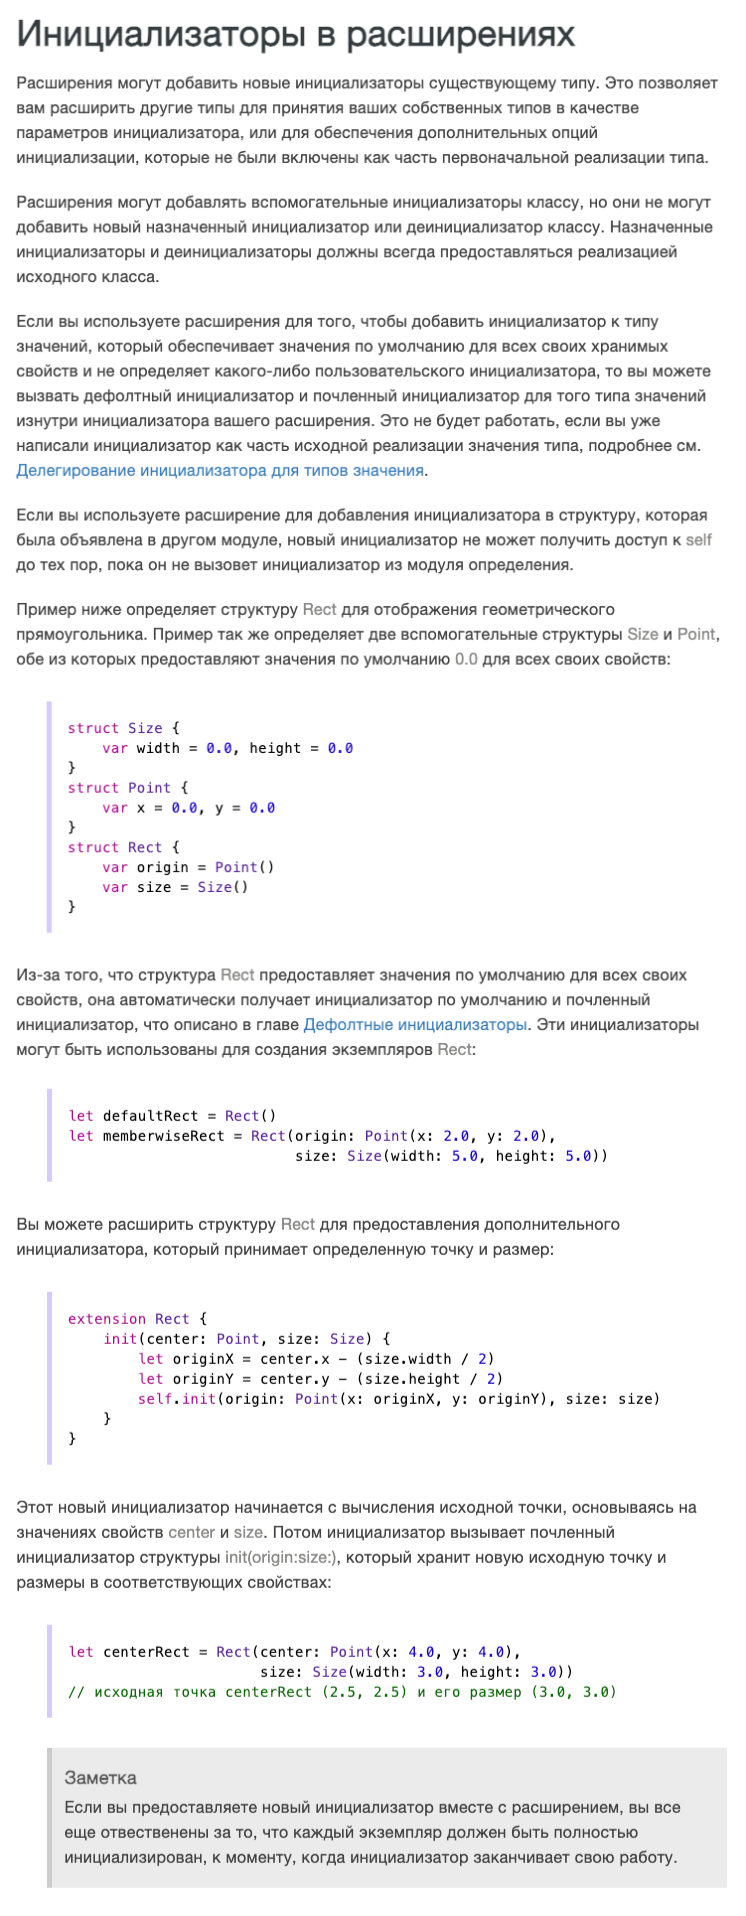 Инициализаторы в расширениях
Расширения могут добавить новые инициализаторы существующему типу. Это позволяет
вам расширить другие типы для принятия ваших собственных типов в качестве
параметров инициализатора, или для обеспечения дополнительных опций
инициализации, которые не были включены как часть первоначальной реализации типа.
Расширения могут добавлять вспомогательные инициализаторы классу, но они не могут
добавить новый назначенный инициализатор или деинициализатор классу. Назначенные
инициализаторы и деинициализаторы должны всегда предоставляться реализацией
исходного класса.
Если вы используете расширения для того, чтобы добавить инициализатор к типу
значений, который обеспечивает значения по умолчанию для всех своих хранимых
свойств и не определяет какого-либо пользовательского инициализатора, то вы можете
вызвать дефолтный инициализатор и почленный инициализатор для того типа значений
изнутри инициализатора вашего расширения. Это не будет работать, если вы уже
написали инициализатор как часть исходной реализации значения типа, подробнее см.
Делегирование инициализатора для типов значения.
Если вы используете расширение для добавления инициализатора в структуру, которая
была объявлена в другом модуле, новый инициализатор не может получить доступ к self
до тех пор, пока он не вызовет инициализатор из модуля определения.
Пример ниже определяет структуру Rect для отображения геометрического
прямоугольника. Пример так же определяет две вспомогательные структуры Size и Point,
обе из которых предоставляют значения по умолчанию 0.0 для всех своих свойств:
struct Size {
    var width = 0.0, height = 0.0
}
struct Point {
    var x = 0.0, y = 0.0
}
struct Rect {
    var origin = Point()
    var size = Size()
}
Из-за того, что структура Rect предоставляет значения по умолчанию для всех своих
свойств, она автоматически получает инициализатор по умолчанию и почленный
инициализатор, что описано в главе Дефолтные инициализаторы. Эти инициализаторы
могут быть использованы для создания экземпляров Rect:
let defaultRect = Rect()
let memberwiseRect = Rect(origin: Point(x: 2.0, y: 2.0),
                          size: Size(width: 5.0, height: 5.0))
Вы можете расширить структуру Rect для предоставления дополнительного
инициализатора, который принимает определенную точку и размер:
extension Rect {
    init(center: Point, size: Size) {
        let originX = center.x - (size.width / 2)
        let originY = center.y - (size.height / 2)
        self.init(origin: Point(x: originX, y: originY), size: size)
    }
}
Этот новый инициализатор начинается с вычисления исходной точки, основываясь на
значениях свойств center и size. Потом инициализатор вызывает почленный
инициализатор структуры init(origin:size:), который хранит новую исходную точку и
размеры в соответствующих свойствах:
let centerRect = Rect(center: Point(x: 4.0, y: 4.0),
                      size: Size(width: 3.0, height: 3.0))
// исходная точка centerRect (2.5, 2.5) и его размер (3.0, 3.0)
Заметка
Если вы предоставляете новый инициализатор вместе с расширением, вы все
еще отвественены за то, что каждый экземпляр должен быть полностью
инициализирован, к моменту, когда инициализатор заканчивает свою работу.